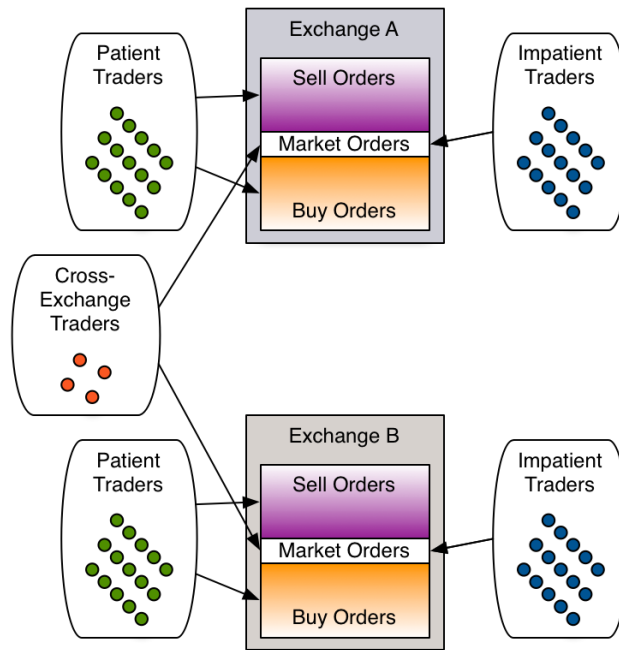 Patient
Traders
Exchange A
Sell Orders
Market Orders
Buy Orders
Impatient
Traders
Cross-
Exchange
Traders
Patient
Traders
Exchange B
Sell Orders
Market Orders
Buy Orders
Impatient
Traders